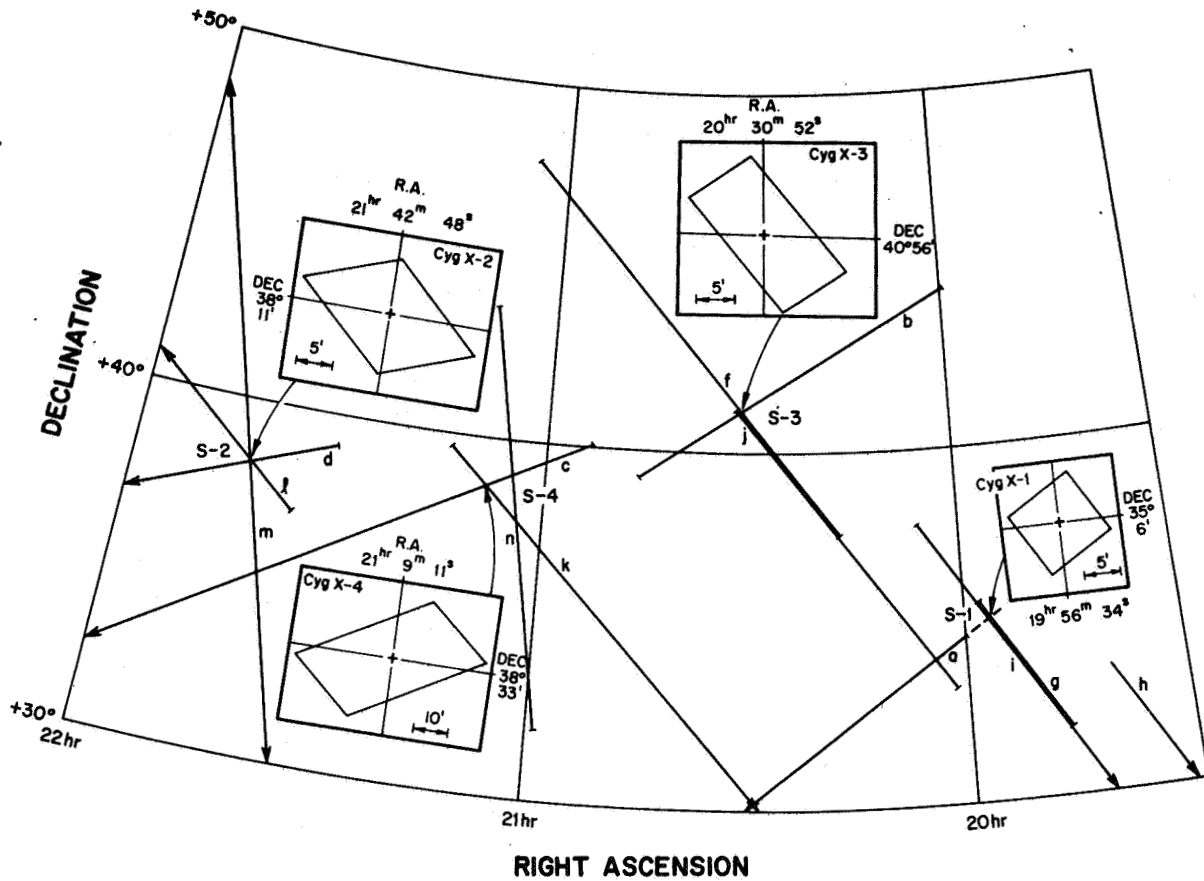 +50°
R.A.
20hr 30m 52s
Cyg X-3
DEC
40°56'
5'
R.A.
21hr 42m 48s
Cyg X-2
DEC
38°
11'
5'
DECLINATION
+40°
b
f
S-3
j
S-2
d
l
c
S-4
m
n
k
Cyg X-1
DEC
35°
6'
5'
19hr 56m 34s
S-1
a
i
g
h
R.A.
21hr 9m 11s
Cyg X-4
DEC
38°
33'
10'
+30°
22hr
21hr
20hr
RIGHT ASCENSION